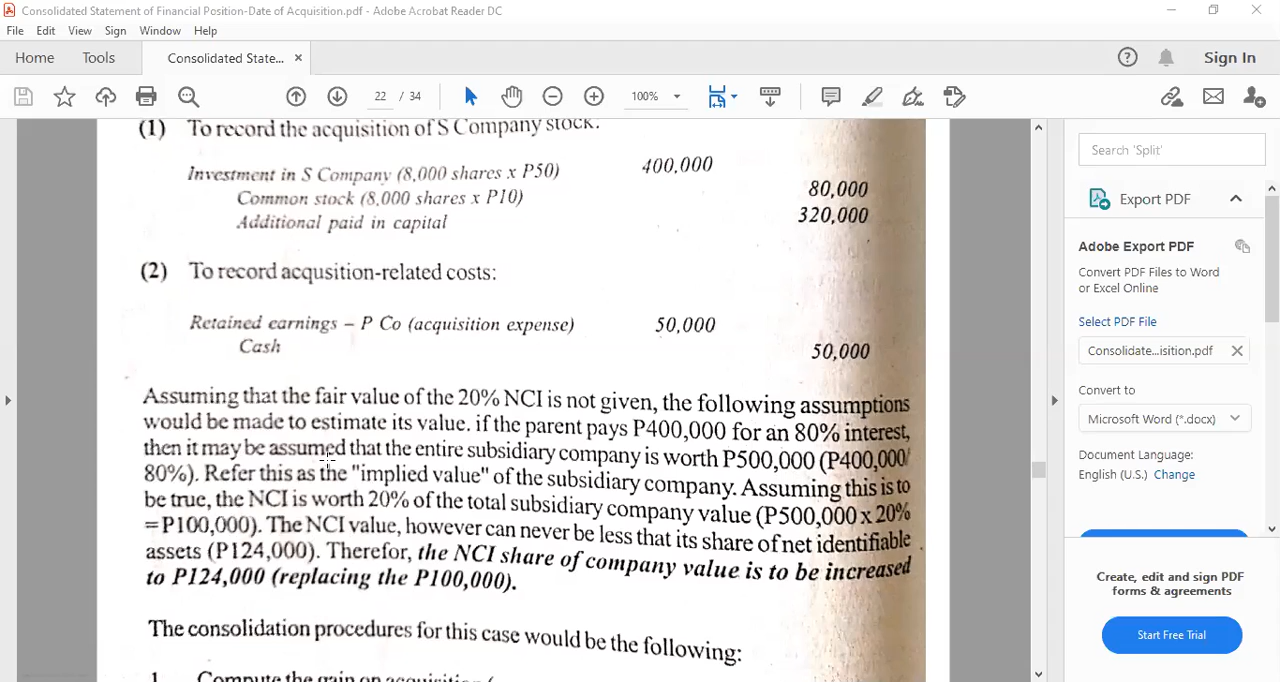 Consolidated Statement of Financial Position-Date of Acquisition.pdf - Adobe Acrobat Reader DC
File Edit View Sign Window Help
Home Tools Consolidated State... × Sign In
22 / 34 100%
(1) To record the acquisition of S Company stock:
Investment in S Company (8,000 shares x P50) 400,000
Common stock (8,000 shares x P10) 80,000
Additional paid in capital 320,000
(2) To record acqusition-related costs:
Retained earnings – P Co (acquisition expense) 50,000
Cash 50,000
Assuming that the fair value of the 20% NCI is not given, the following assumptions
would be made to estimate its value. if the parent pays P400,000 for an 80% interest,
then it may be assumed that the entire subsidiary company is worth P500,000 (P400,000/
80%). Refer this as the "implied value" of the subsidiary company. Assuming this is to
be true, the NCI is worth 20% of the total subsidiary company value (P500,000 x 20%
=P100,000). The NCI value, however can never be less that its share of net identifiable
assets (P124,000). Therefor, the NCI share of company value is to be increased
to P124,000 (replacing the P100,000).
The consolidation procedures for this case would be the following:
1. Compute the gain on acquisition (
Search 'Split'
Export PDF
Adobe Export PDF
Convert PDF Files to Word
or Excel Online
Select PDF File
Consolidate...isition.pdf ×
Convert to
Microsoft Word (*.docx)
Document Language:
English (U.S.) Change
Create, edit and sign PDF
forms & agreements
Start Free Trial